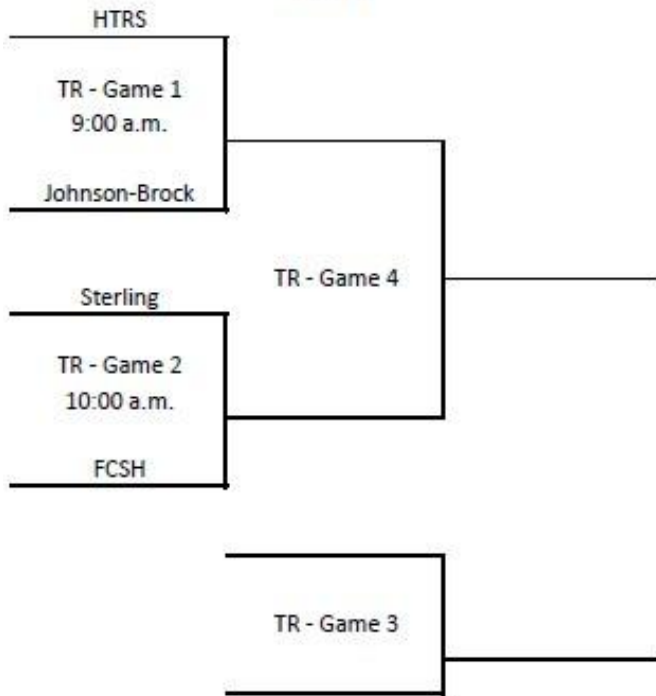 HTRS
TR - Game 1
9:00 a.m.
Johnson-Brock
TR - Game 4
Sterling
TR - Game 2
10:00 a.m.
FCSH
TR - Game 3